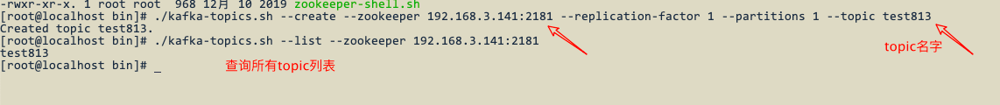 -rwxr-xr-x. 1 root root  968 12月 10 2019 zookeeper-shell.sh
[root@localhost bin]# ./kafka-topics.sh --create --zookeeper 192.168.3.141:2181 --replication-factor 1 --partitions 1 --topic test813
Created topic test813.
[root@localhost bin]# ./kafka-topics.sh --list --zookeeper 192.168.3.141:2181
topic名字
test813
[root@localhost bin]# _
查询所有topic列表